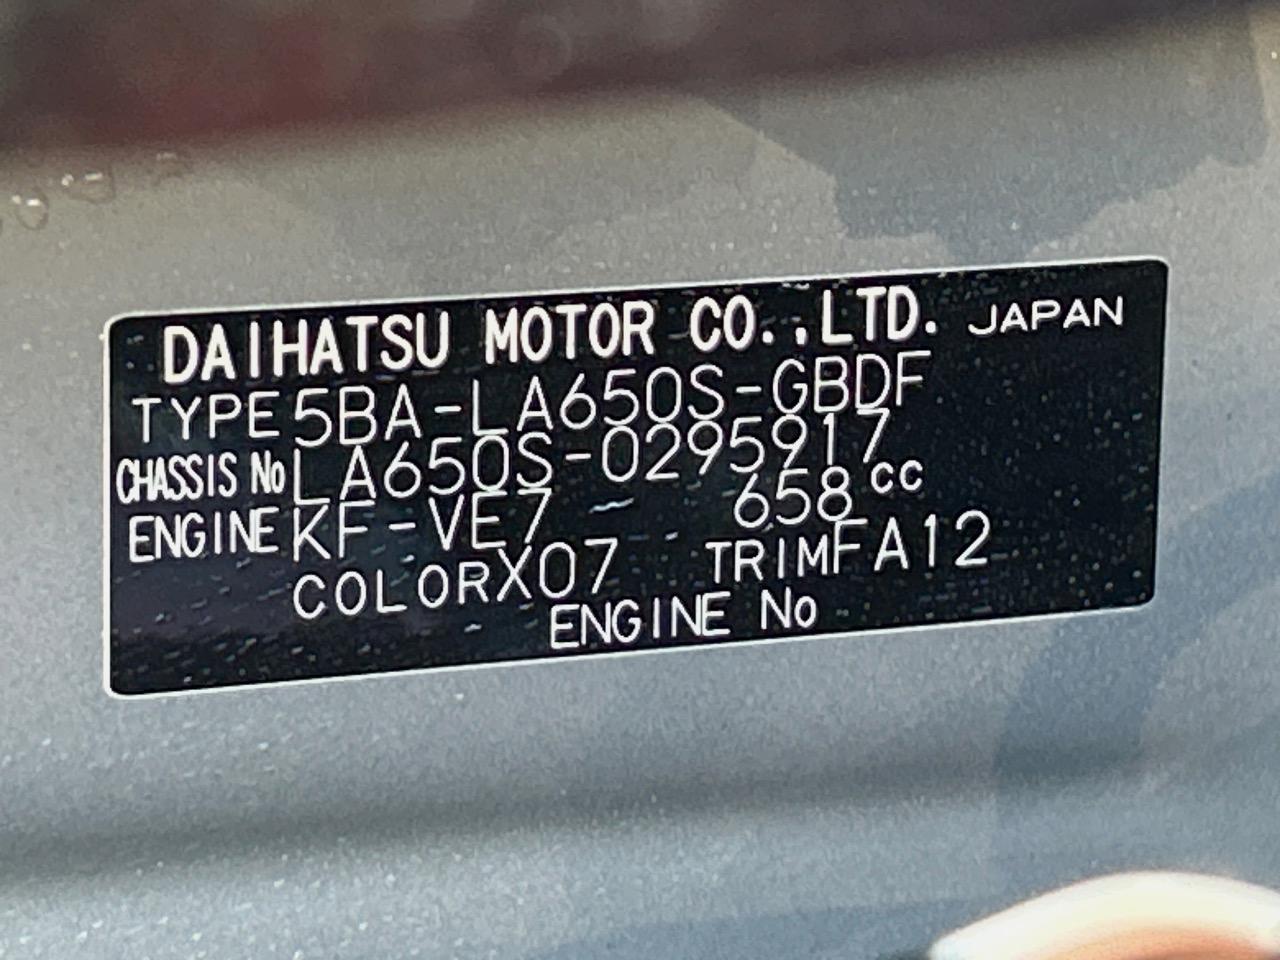 DAIHATSU MOTOR CO.,LTD. JAPAN
TYPE 5BA-LA650S-GBDF
CHASSIS No LA650S-0295917
ENGINE KF-VE7 658cc
COLOR X07 TRIM FA12
ENGINE No